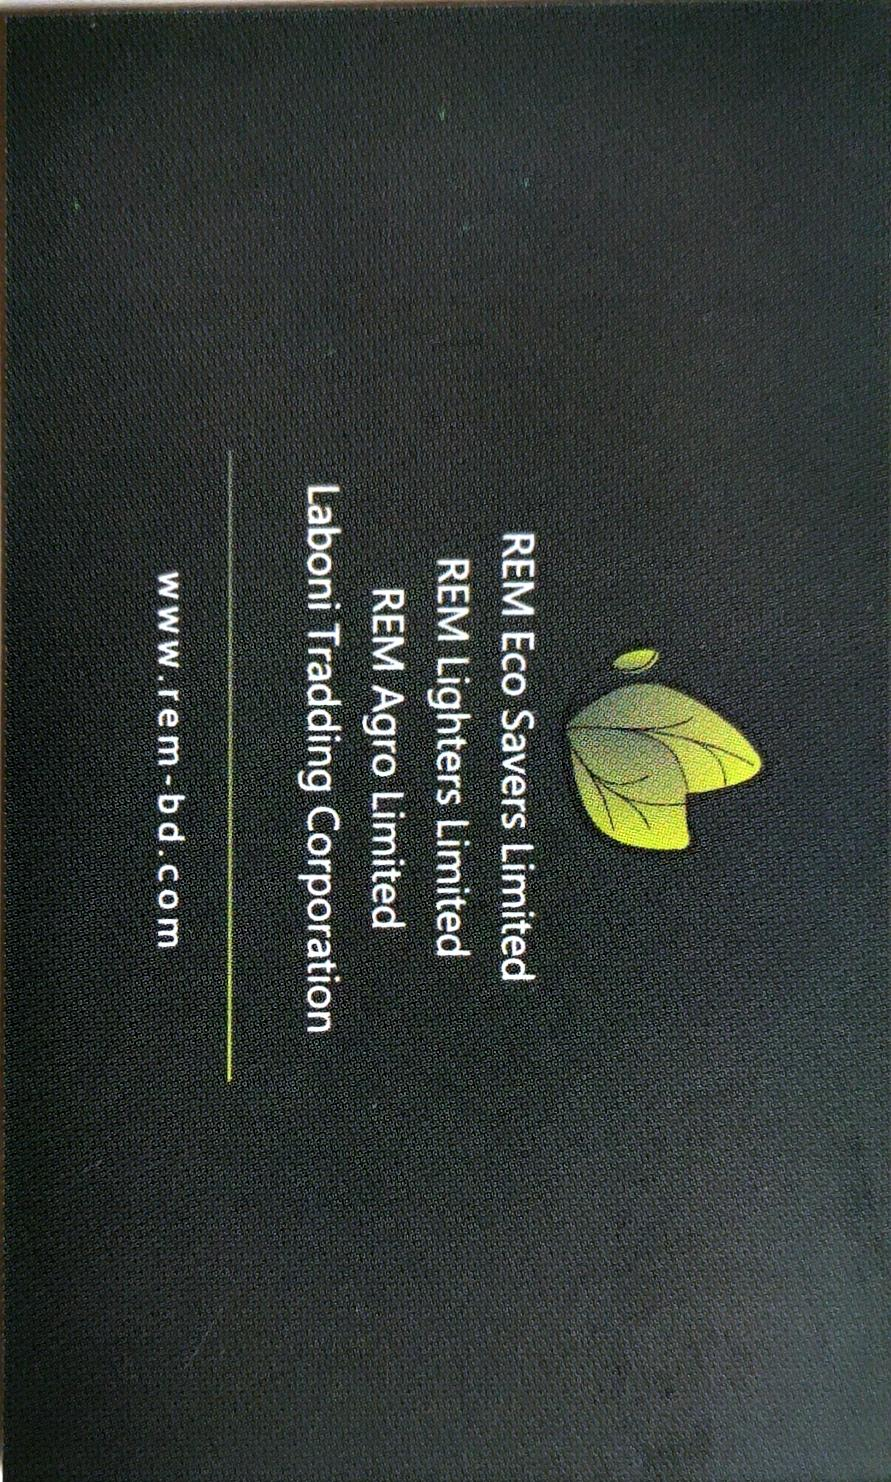 REM Eco Savers Limited
REM Lighters Limited
REM Agro Limited
Laboni Tradding Corporation
www.rem-bd.com